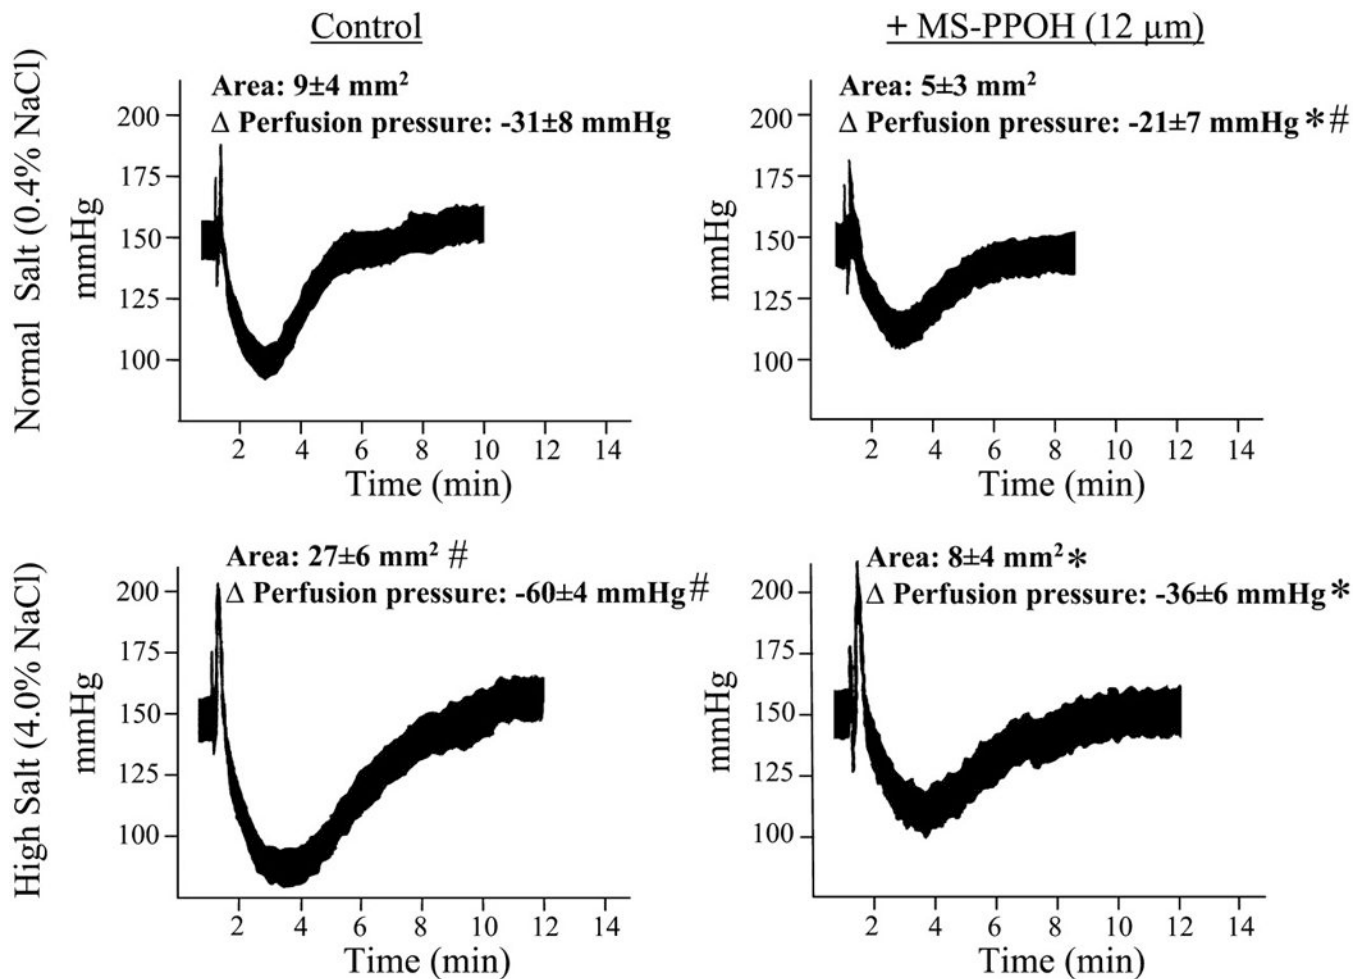 Control
+ MS-PPOH (12 µm)
Normal Salt (0.4% NaCl)
Area: 9±4 mm²
Δ Perfusion pressure: -31±8 mmHg
mmHg
200
175
150
125
100
2 4 6 8 10 12 14
Time (min)
Area: 5±3 mm²
Δ Perfusion pressure: -21±7 mmHg*#
mmHg
200
175
150
125
100
2 4 6 8 10 12 14
Time (min)
High Salt (4.0% NaCl)
Area: 27±6 mm² #
Δ Perfusion pressure: -60±4 mmHg#
mmHg
200
175
150
125
100
2 4 6 8 10 12 14
Time (min)
Area: 8±4 mm²*
Δ Perfusion pressure: -36±6 mmHg*
mmHg
200
175
150
125
100
2 4 6 8 10 12 14
Time (min)